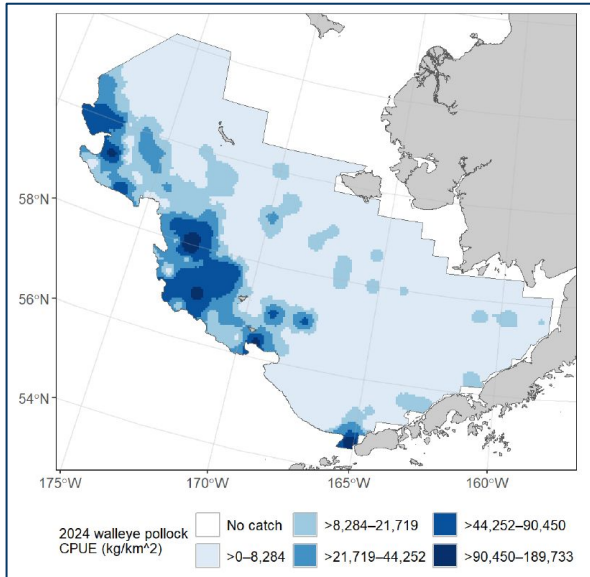 58°N
56°N
54°N
175°W 170°W 165°W 160°W
2024 walleye pollock
CPUE (kg/km^2)
No catch >8,284–21,719 >44,252–90,450
>0–8,284 >21,719–44,252 >90,450–189,733